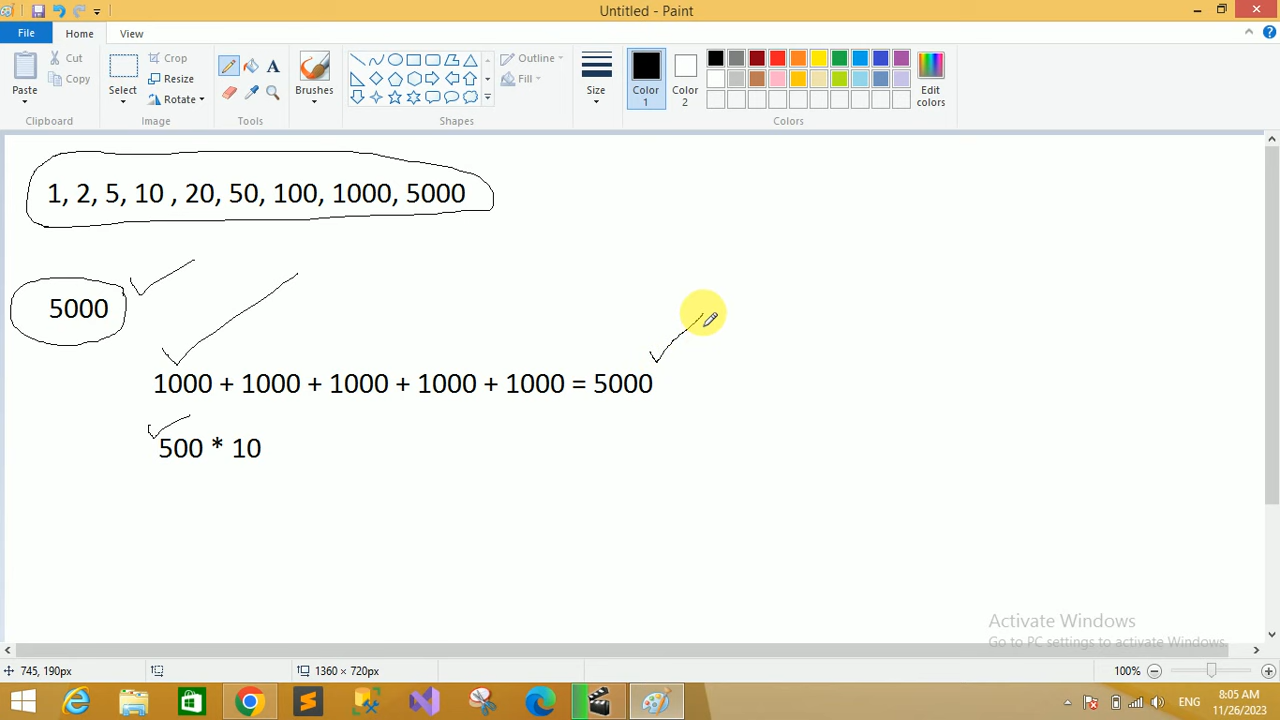 Untitled - Paint
File
Home
View
Paste
Cut
Copy
Clipboard
Select
Crop
Resize
Rotate
Image
A
Tools
Brushes
Outline
Fill
Shapes
Size
Color 1
Color 2
Edit colors
Colors
1, 2, 5, 10 , 20, 50, 100, 1000, 5000
5000
1000 + 1000 + 1000 + 1000 + 1000 = 5000
500 * 10
Activate Windows
Go to PC settings to activate Windows.
745, 190px
1360 × 720px
100%
ENG
8:05 AM
11/26/2023